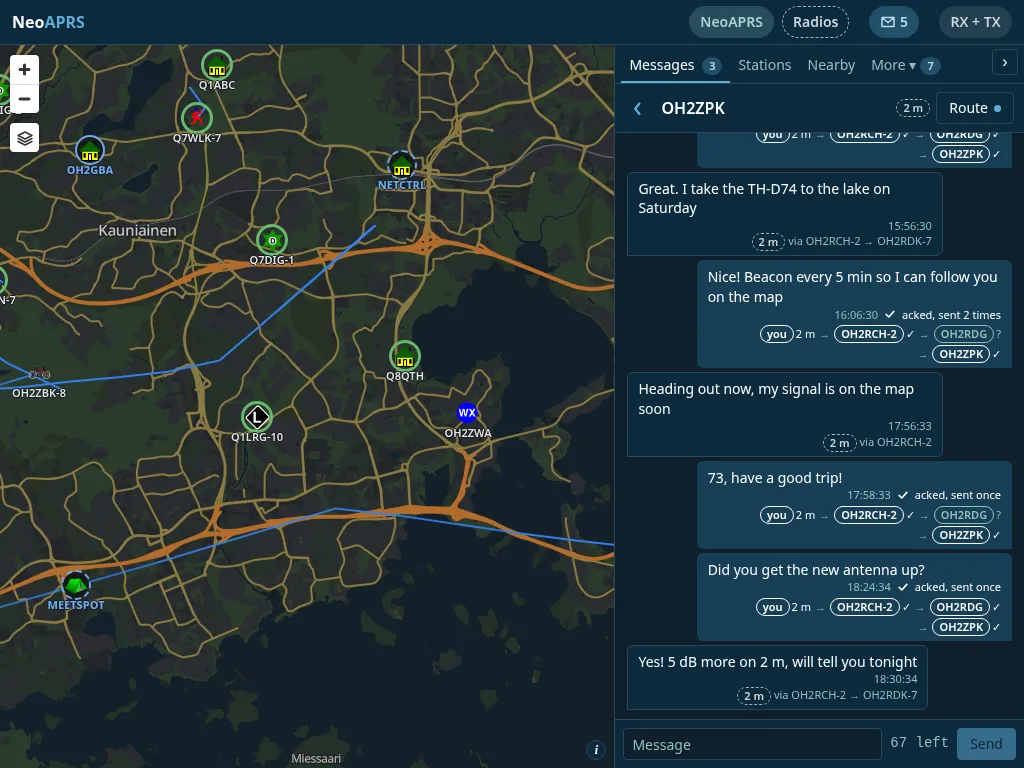 NeoAPRS
NeoAPRS
Radios
5
RX + TX
Messages 3
Stations
Nearby
More ▾ 7
›
OH2ZPK
2 m
Route
you 2 m → OH2RCH-2 ✓ → OH2RDG ✓
→ OH2ZPK ✓
Great. I take the TH-D74 to the lake on
Saturday
15:56:30
2 m via OH2RCH-2 → OH2RDK-7
Nice! Beacon every 5 min so I can follow you
on the map
16:06:30 ✓ acked, sent 2 times
you 2 m → OH2RCH-2 ✓ → OH2RDG ?
→ OH2ZPK ✓
Heading out now, my signal is on the map
soon
17:56:33
2 m via OH2RCH-2
73, have a good trip!
17:58:33 ✓ acked, sent once
you 2 m → OH2RCH-2 ✓ → OH2RDG ?
→ OH2ZPK ✓
Did you get the new antenna up?
18:24:34 ✓ acked, sent once
you 2 m → OH2RCH-2 ✓ → OH2RDG ✓
→ OH2ZPK ✓
Yes! 5 dB more on 2 m, will tell you tonight
18:30:34
2 m via OH2RCH-2 → OH2RDK-7
Message
67 left
Send
+
−
Q1ABC
Q7WLK-7
OH2GBA
NETCTRL
Kauniainen
D
Q7DIG-1
N-7
Q8QTH
OH2ZBK-8
L
Q1LRG-10
WX
OH2ZWA
MEETSPOT
Miessaari
i